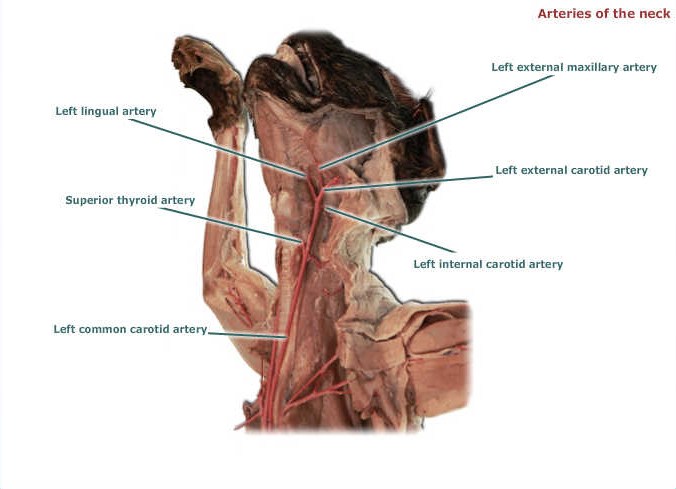 Arteries of the neck
Left external maxillary artery
Left lingual artery
Left external carotid artery
Superior thyroid artery
Left internal carotid artery
Left common carotid artery